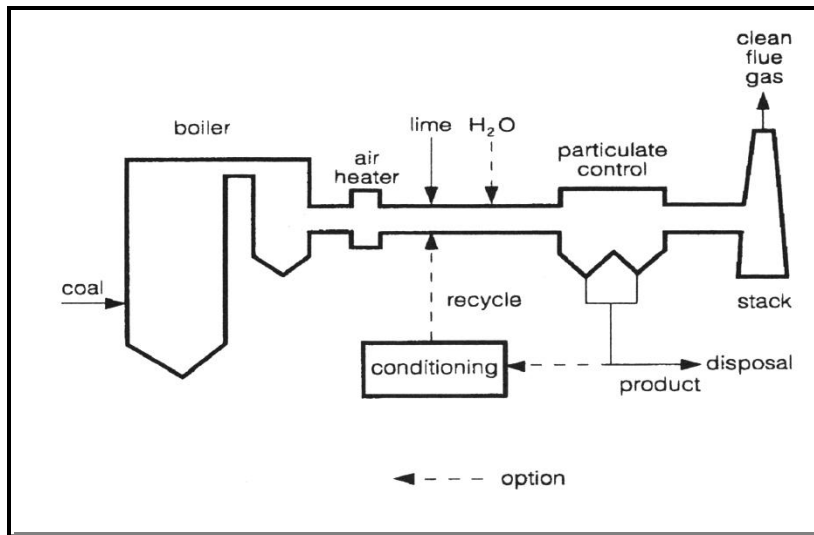 clean
flue
gas
boiler
lime
H₂O
air
heater
particulate
control
coal
recycle
stack
conditioning
disposal
product
option